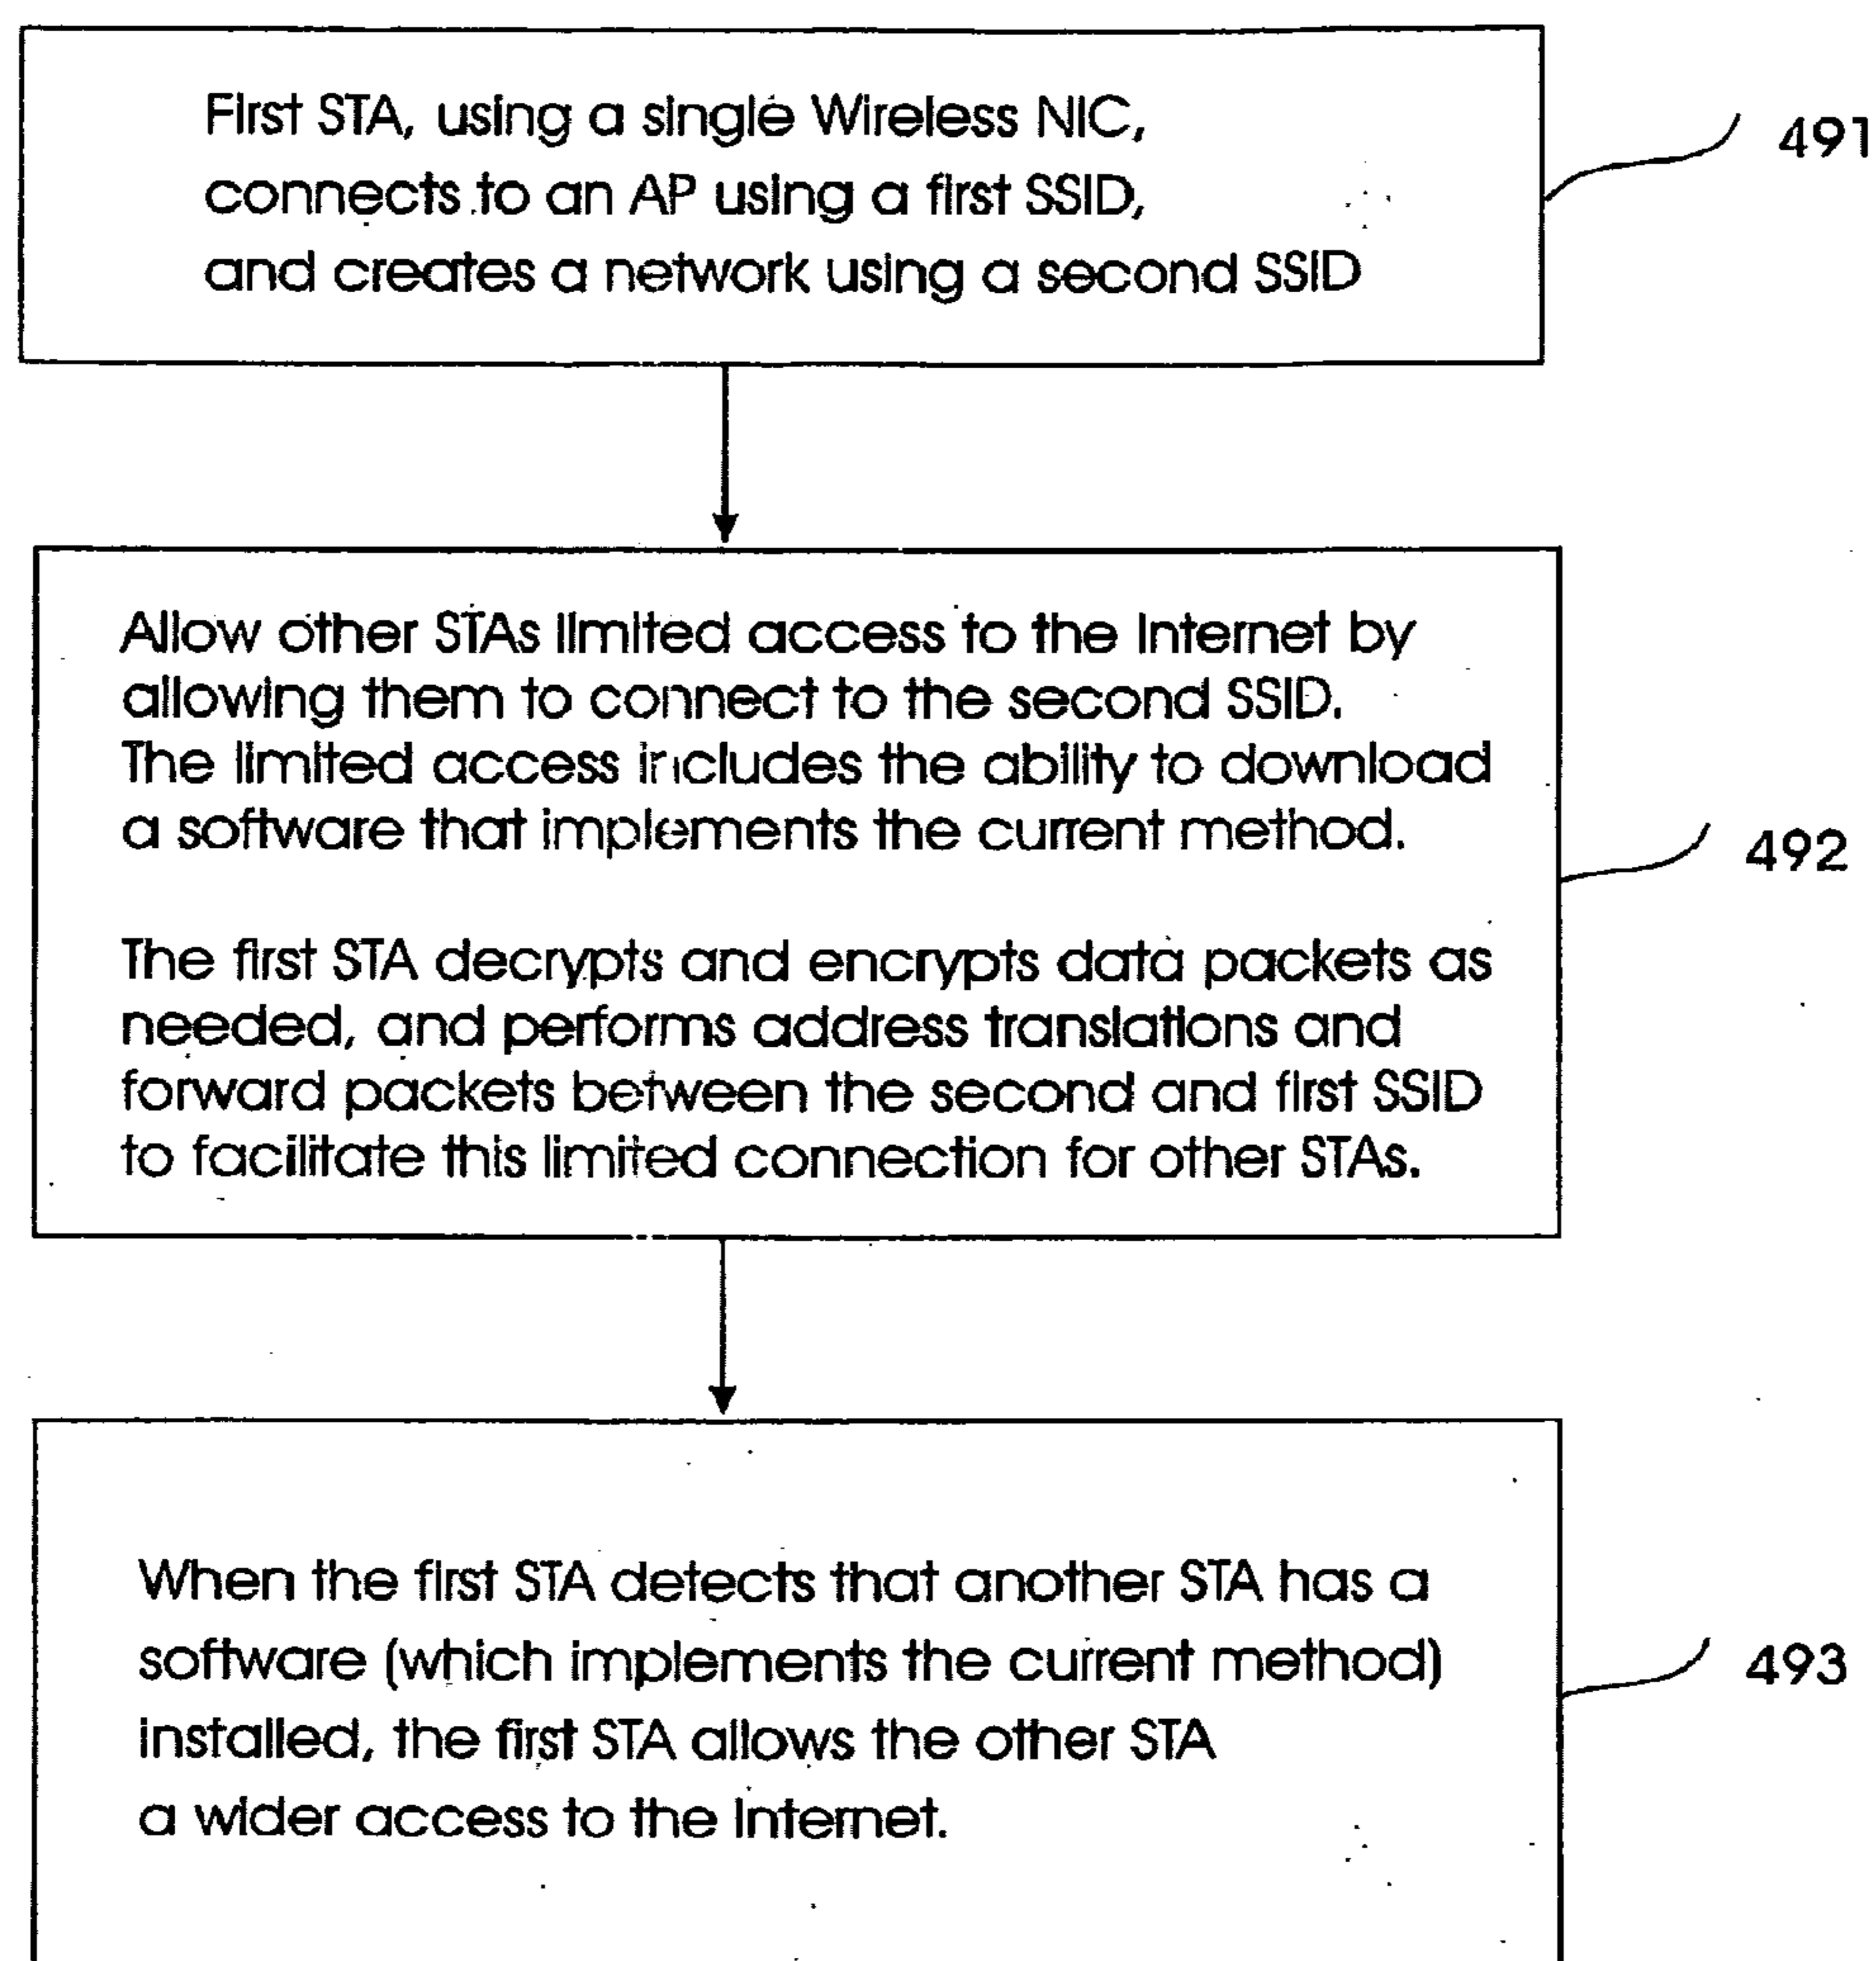 First STA, using a single Wireless NIC,
connects to an AP using a first SSID,
and creates a network using a second SSID
491
Allow other STAs limited access to the Internet by
allowing them to connect to the second SSID.
The limited access includes the ability to download
a software that implements the current method.
The first STA decrypts and encrypts data packets as
needed, and performs address translations and
forward packets between the second and first SSID
to facilitate this limited connection for other STAs.
492
When the first STA detects that another STA has a
software (which implements the current method)
installed, the first STA allows the other STA
a wider access to the Internet.
493